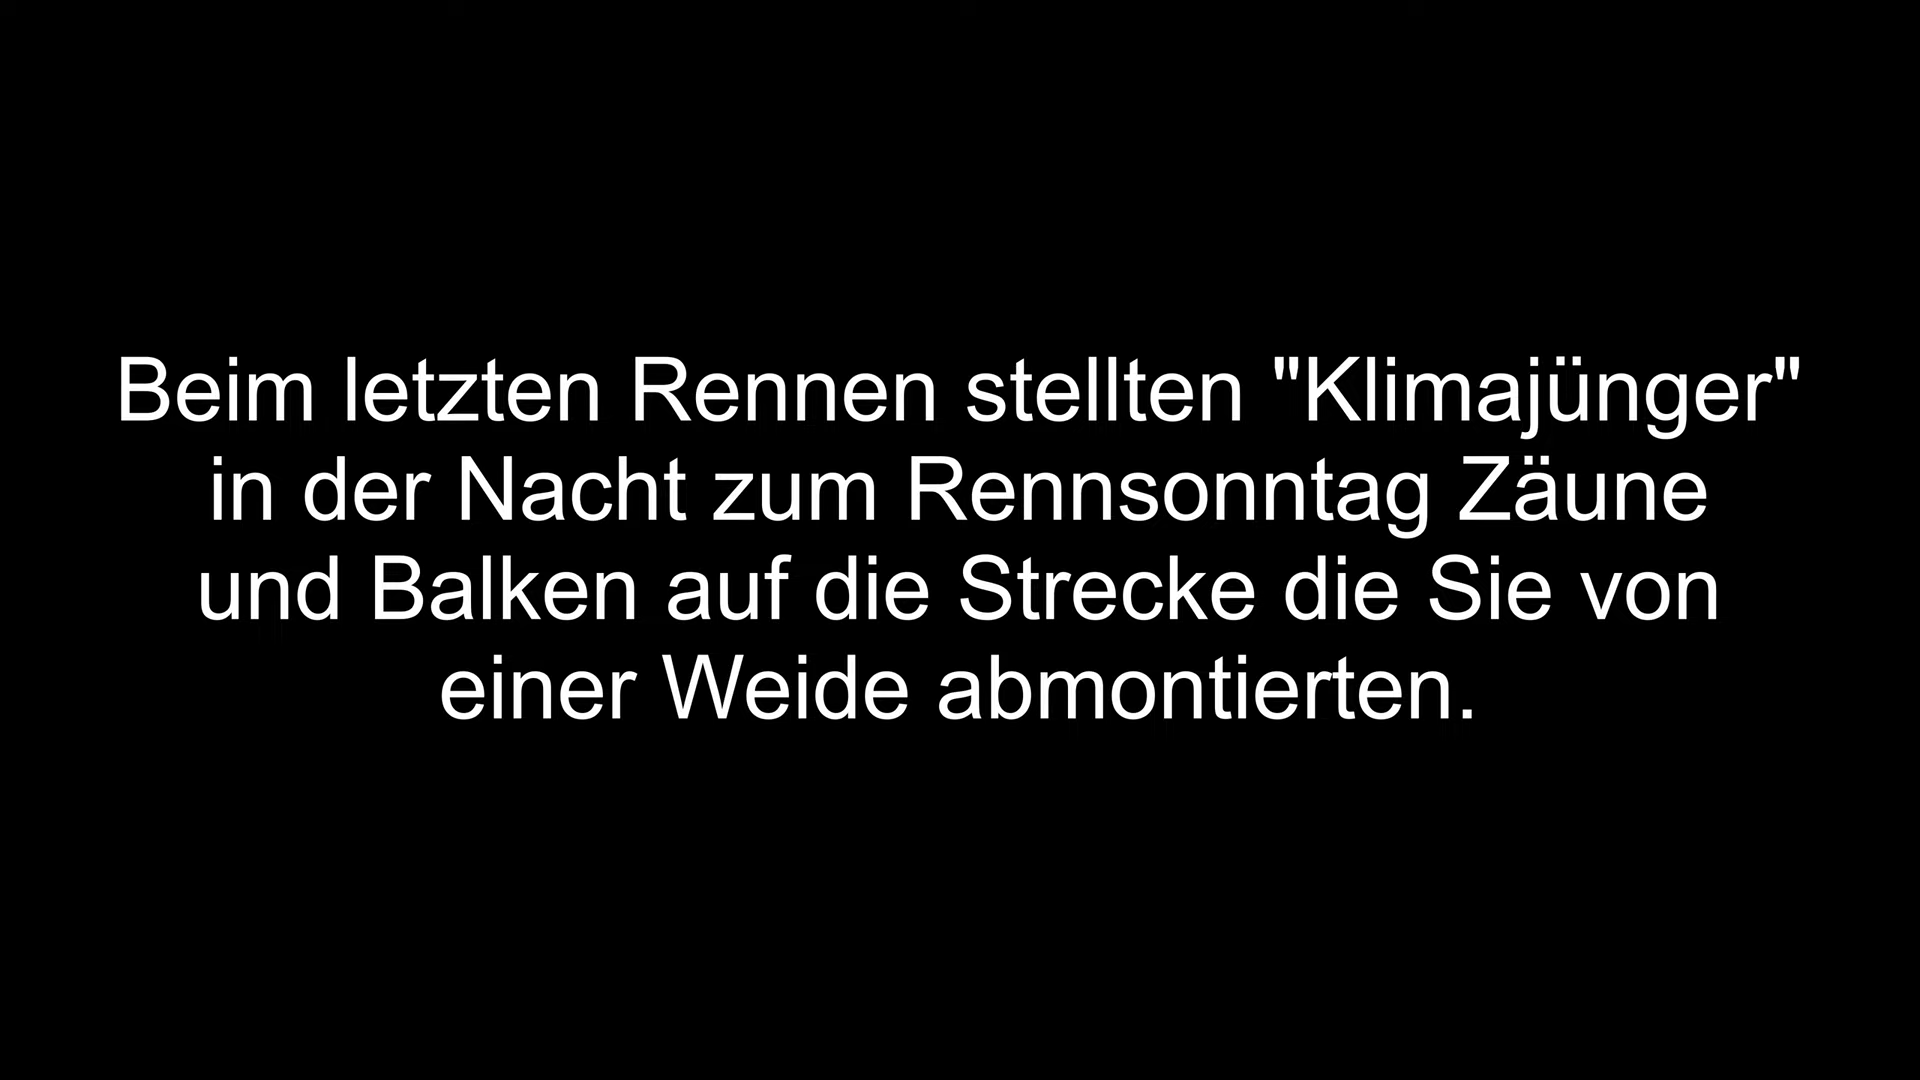 Beim letzten Rennen stellten "Klimajünger"
in der Nacht zum Rennsonntag Zäune
und Balken auf die Strecke die Sie von
einer Weide abmontierten.